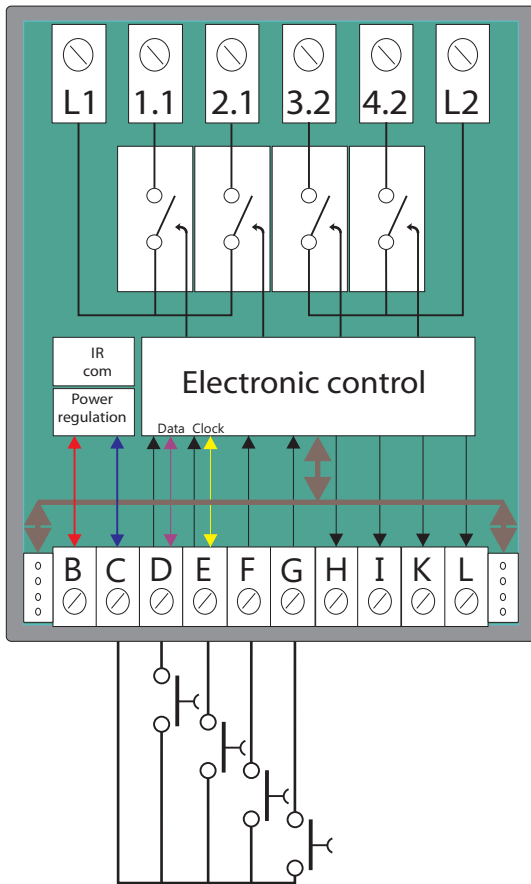 L1 1.1 2.1 3.2 4.2 L2
IR
com
Power
regulation
Electronic control
Data Clock
B C D E F G H I K L